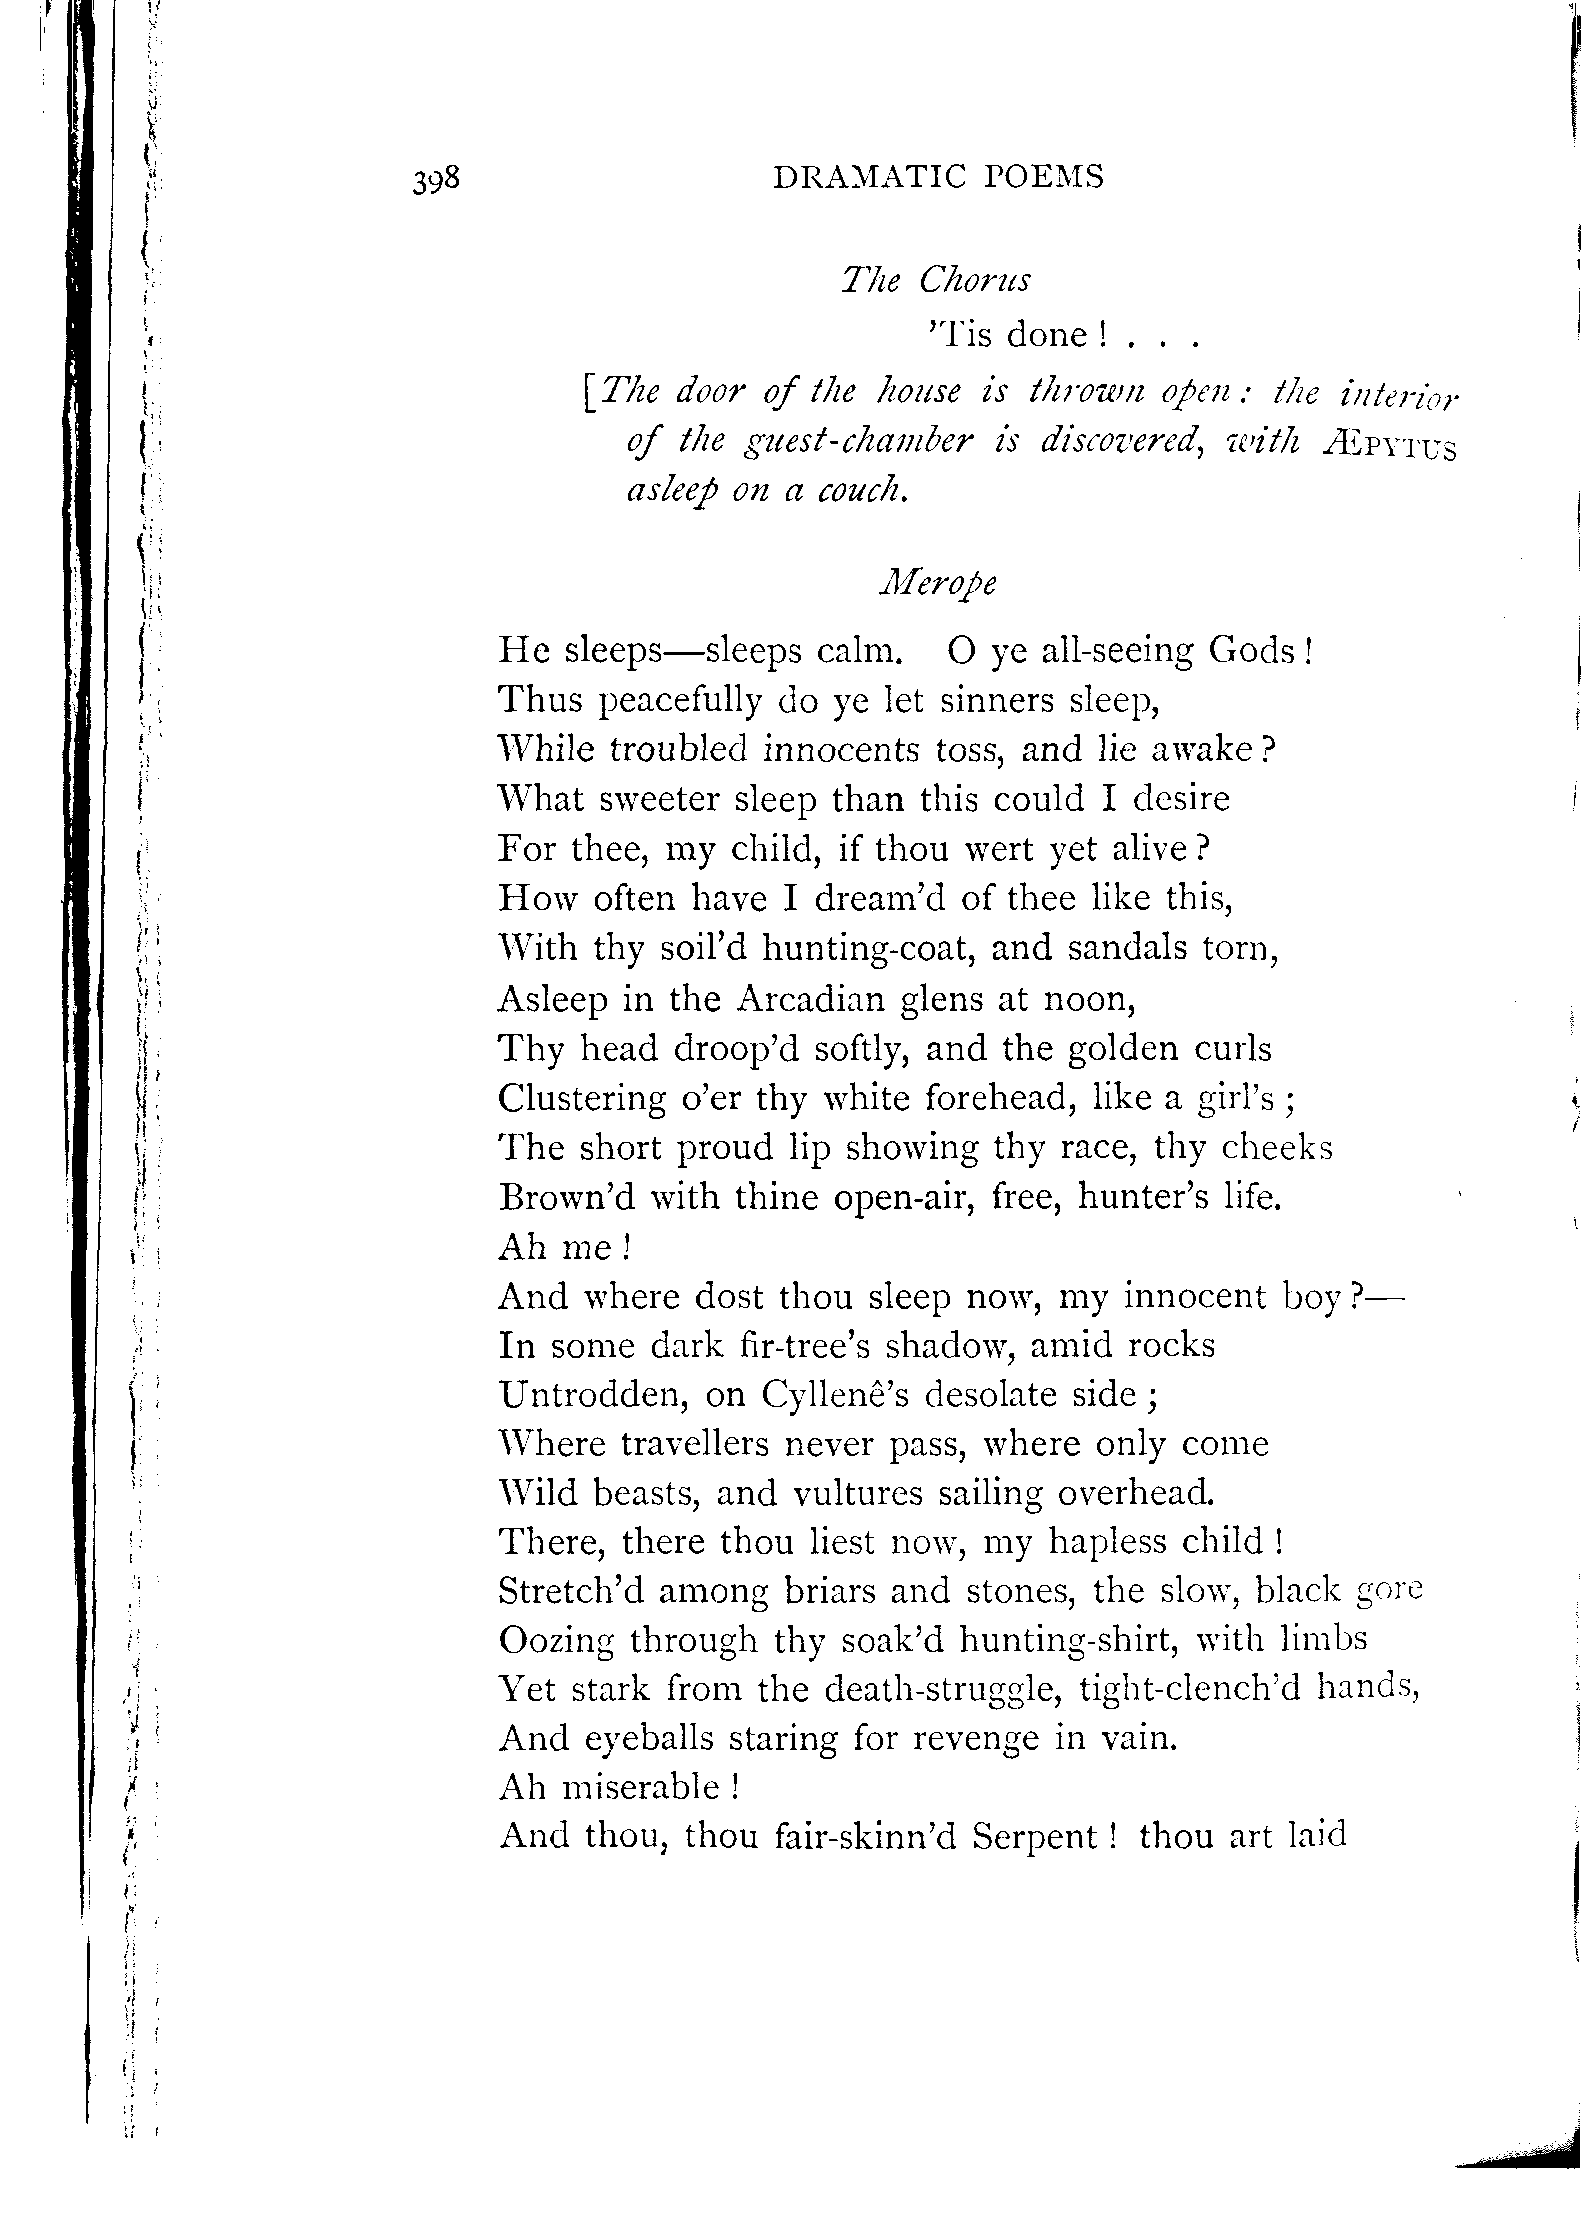 398 DRAMATIC POEMS
The Chorus
’Tis done ! . . .
[The door of the house is thrown open : the interior
of the guest-chamber is discovered, with ÆPYTUS
asleep on a couch.
Merope
He sleeps—sleeps calm. O ye all-seeing Gods !
Thus peacefully do ye let sinners sleep,
While troubled innocents toss, and lie awake ?
What sweeter sleep than this could I desire
For thee, my child, if thou wert yet alive ?
How often have I dream’d of thee like this,
With thy soil’d hunting-coat, and sandals torn,
Asleep in the Arcadian glens at noon,
Thy head droop’d softly, and the golden curls
Clustering o’er thy white forehead, like a girl’s ;
The short proud lip showing thy race, thy cheeks
Brown’d with thine open-air, free, hunter’s life.
Ah me !
And where dost thou sleep now, my innocent boy ?—
In some dark fir-tree’s shadow, amid rocks
Untrodden, on Cyllenê’s desolate side ;
Where travellers never pass, where only come
Wild beasts, and vultures sailing overhead.
There, there thou liest now, my hapless child !
Stretch’d among briars and stones, the slow, black gore
Oozing through thy soak’d hunting-shirt, with limbs
Yet stark from the death-struggle, tight-clench’d hands,
And eyeballs staring for revenge in vain.
Ah miserable !
And thou, thou fair-skinn’d Serpent ! thou art laid